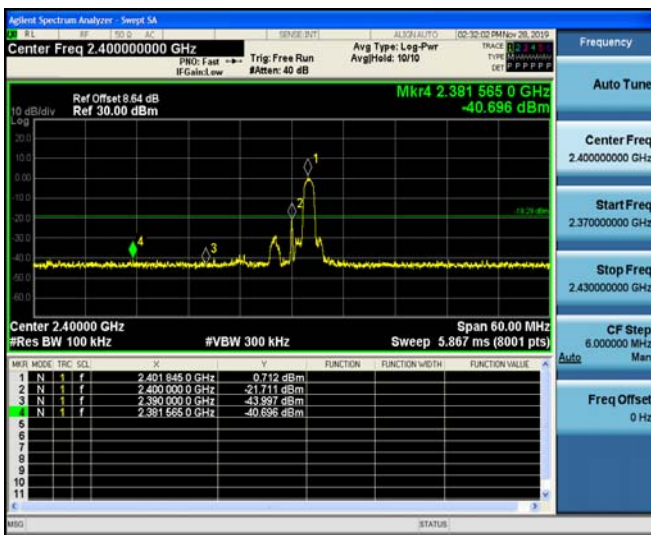 Agilent Spectrum Analyzer - Swept SA
RL RF 50 Ω AC SENSE:INT ALIGN AUTO 02:32:02 PM Nov 28, 2019
Center Freq 2.400000000 GHz
PNO: Fast
IFGain:Low
Trig: Free Run
#Atten: 40 dB
Avg Type: Log-Pwr
Avg|Hold: 10/10
TRACE 1 2 3 4 5 6
TYPE
DET P P P P P P
Mkr4 2.381 565 0 GHz
-40.696 dBm
10 dB/div
Log
Ref Offset 8.64 dB
Ref 30.00 dBm
20.0
10.0
0.00
-10.0
-20.0
-30.0
-40.0
-50.0
-60.0
1
2
3
4
-19.29 dBm
Center 2.40000 GHz
Span 60.00 MHz
#Res BW 100 kHz
#VBW 300 kHz
Sweep 5.867 ms (8001 pts)
MKR MODE TRC SCL X Y FUNCTION FUNCTION WIDTH FUNCTION VALUE
1 N 1 f 2.401 845 0 GHz 0.712 dBm
2 N 1 f 2.400 000 0 GHz -21.711 dBm
3 N 1 f 2.390 000 0 GHz -43.997 dBm
4 N 1 f 2.381 565 0 GHz -40.696 dBm
5
6
7
8
9
10
11
MSG
STATUS
Frequency
Auto Tune
Center Freq
2.400000000 GHz
Start Freq
2.370000000 GHz
Stop Freq
2.430000000 GHz
CF Step
6.000000 MHz
Auto Man
Freq Offset
0 Hz